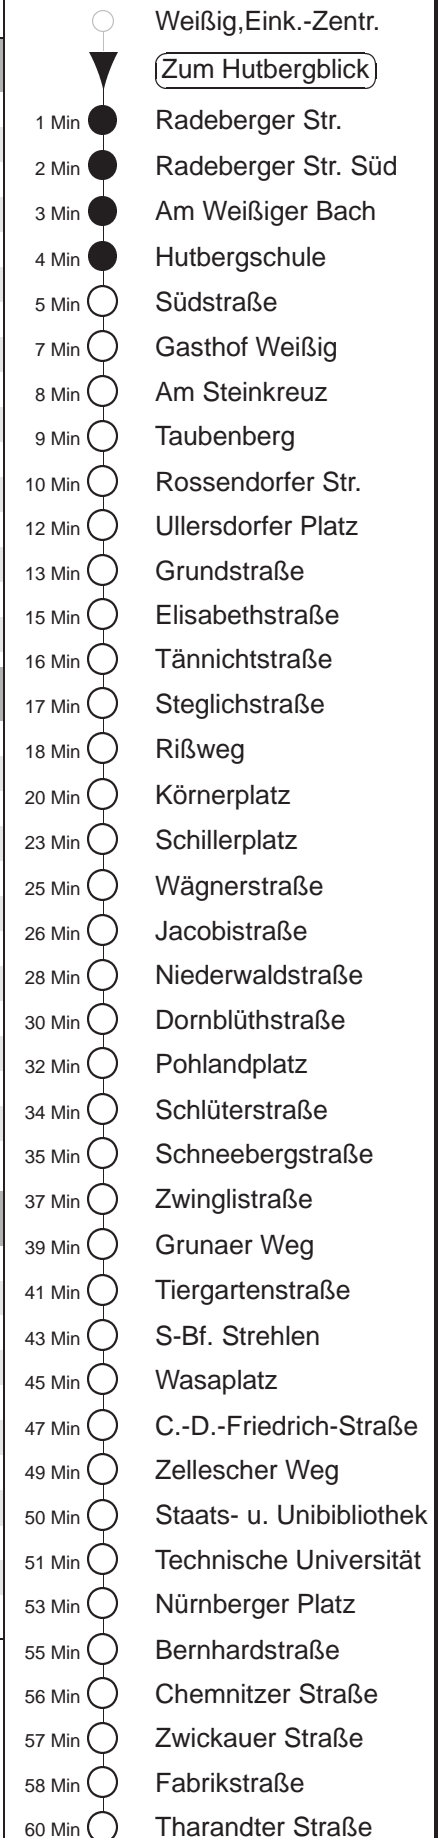 Weißig,Eink.-Zentr.
Zum Hutbergblick
1 Min Radeberger Str.
2 Min Radeberger Str. Süd
3 Min Am Weißiger Bach
4 Min Hutbergschule
5 Min Südstraße
7 Min Gasthof Weißig
8 Min Am Steinkreuz
9 Min Taubenberg
10 Min Rossendorfer Str.
12 Min Ullersdorfer Platz
13 Min Grundstraße
15 Min Elisabethstraße
16 Min Tännichtstraße
17 Min Steglichstraße
18 Min Rißweg
20 Min Körnerplatz
23 Min Schillerplatz
25 Min Wägnerstraße
26 Min Jacobistraße
28 Min Niederwaldstraße
30 Min Dornblüthstraße
32 Min Pohlandplatz
34 Min Schlüterstraße
35 Min Schneebergstraße
37 Min Zwinglistraße
39 Min Grunaer Weg
41 Min Tiergartenstraße
43 Min S-Bf. Strehlen
45 Min Wasaplatz
47 Min C.-D.-Friedrich-Straße
49 Min Zellescher Weg
50 Min Staats- u. Unibibliothek
51 Min Technische Universität
53 Min Nürnberger Platz
55 Min Bernhardstraße
56 Min Chemnitzer Straße
57 Min Zwickauer Straße
58 Min Fabrikstraße
60 Min Tharandter Straße